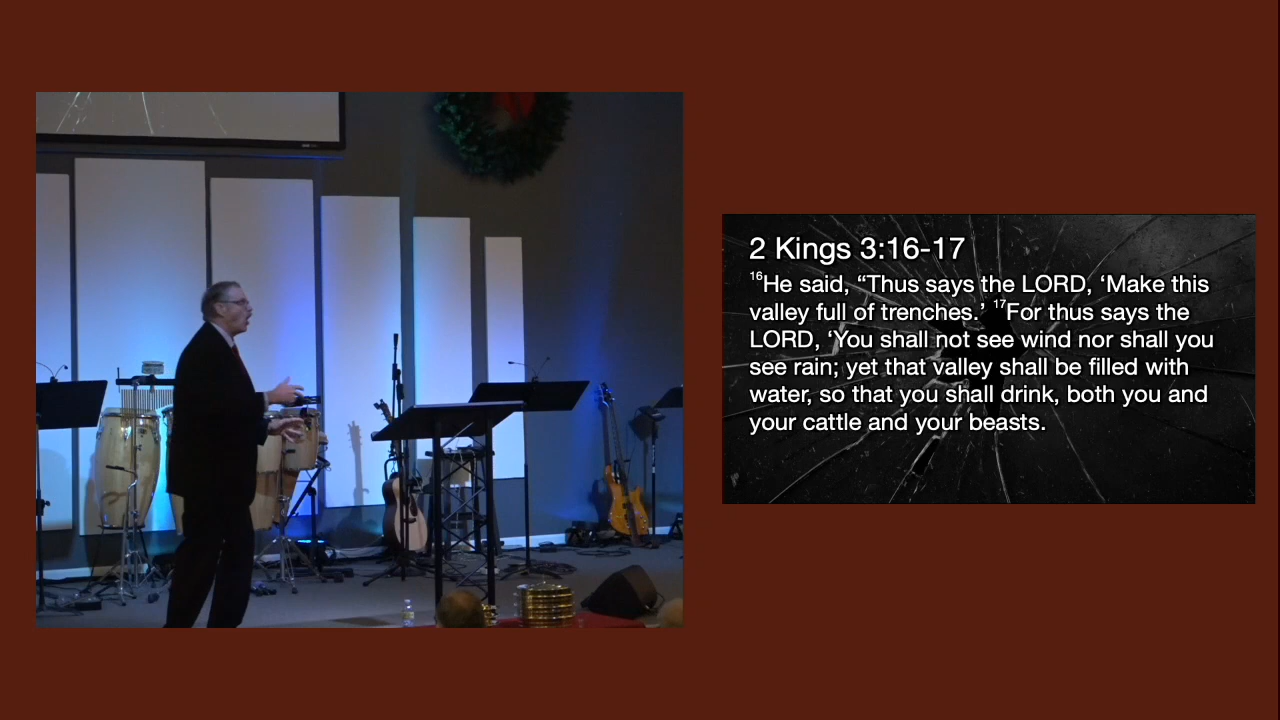 2 Kings 3:16-17
16He said, “Thus says the LORD, ‘Make this
valley full of trenches.’ 17For thus says the
LORD, ‘You shall not see wind nor shall you
see rain; yet that valley shall be filled with
water, so that you shall drink, both you and
your cattle and your beasts.